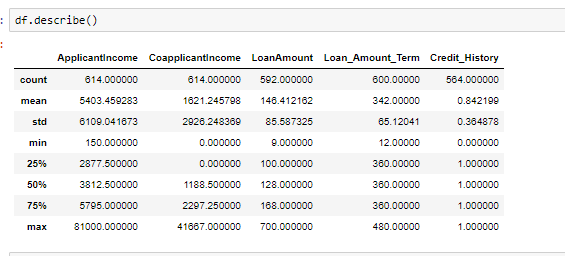 : df.describe()
:
ApplicantIncome CoapplicantIncome LoanAmount Loan_Amount_Term Credit_History
count 614.000000 614.000000 592.000000 600.00000 564.000000
mean 5403.459283 1621.245798 146.412162 342.00000 0.842199
std 6109.041673 2926.248369 85.587325 65.12041 0.364878
min 150.000000 0.000000 9.000000 12.00000 0.000000
25% 2877.500000 0.000000 100.000000 360.00000 1.000000
50% 3812.500000 1188.500000 128.000000 360.00000 1.000000
75% 5795.000000 2297.250000 168.000000 360.00000 1.000000
max 81000.000000 41667.000000 700.000000 480.00000 1.000000